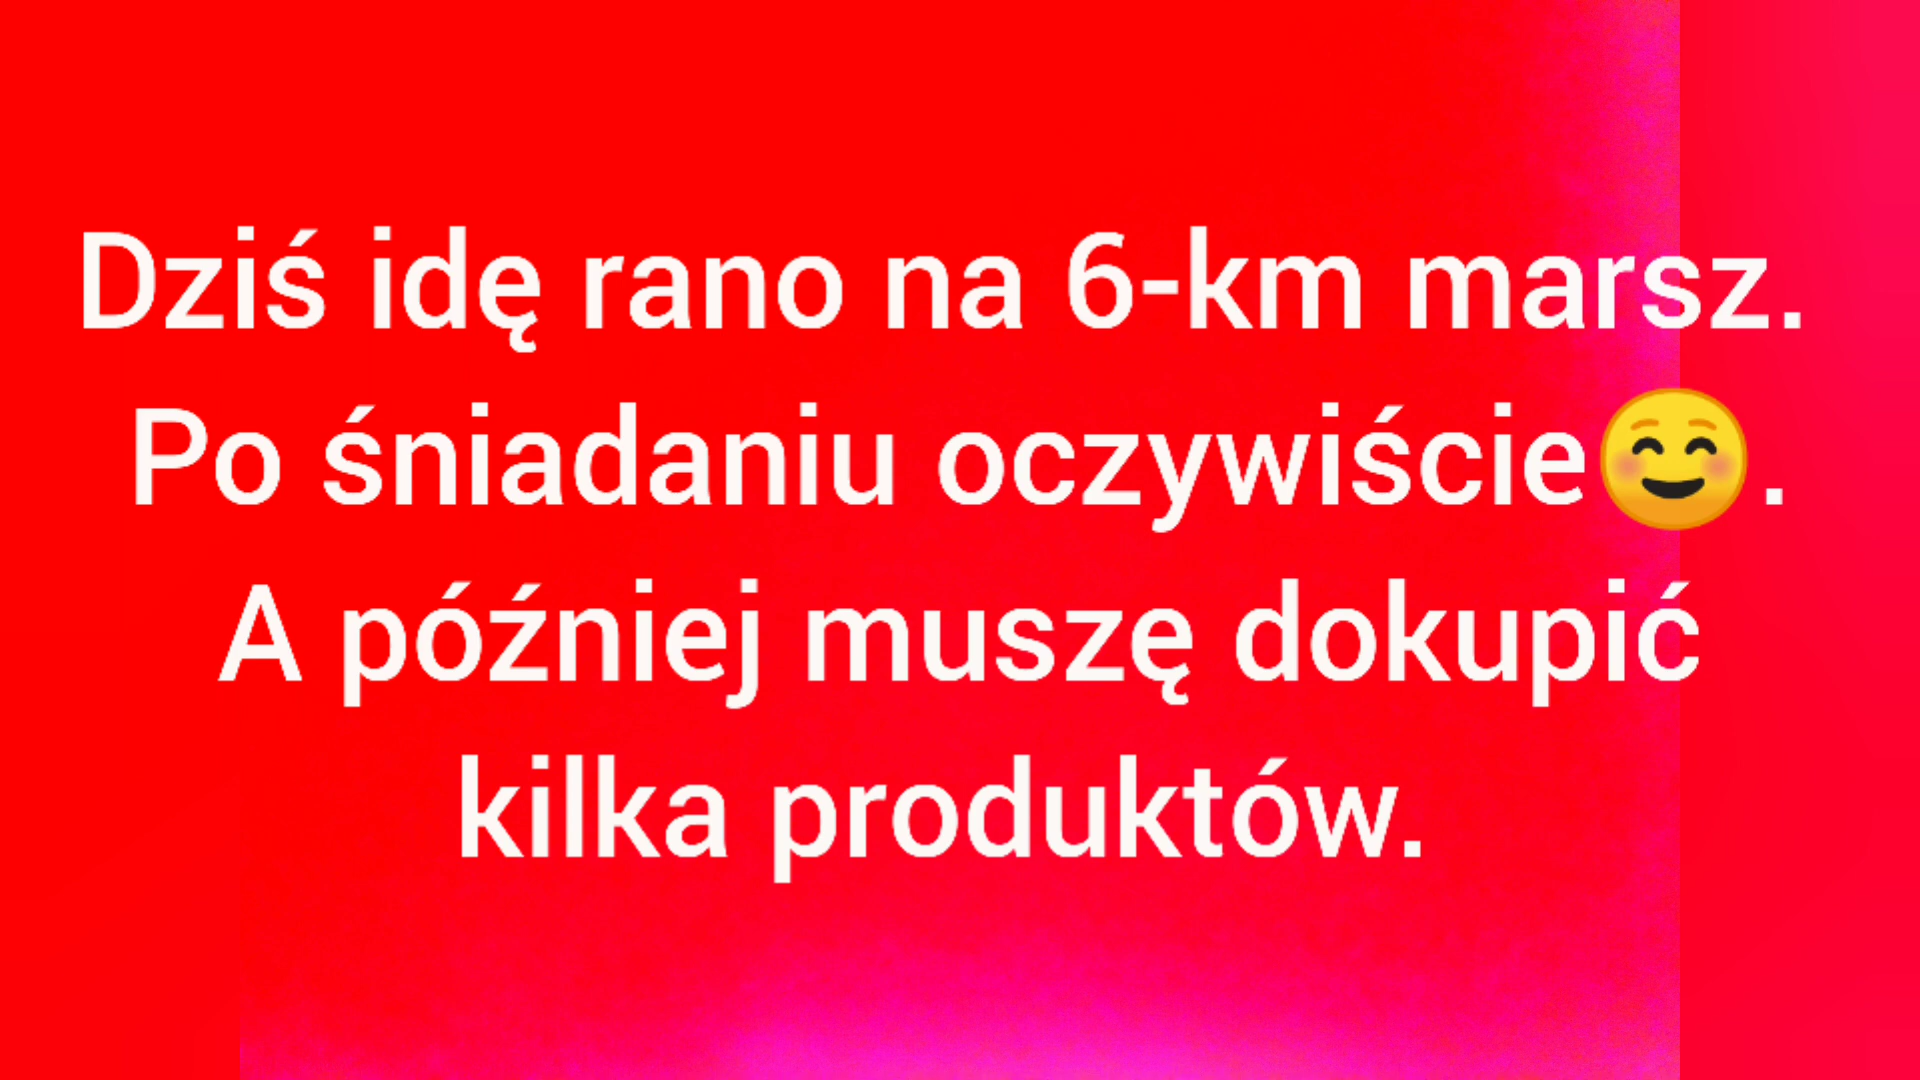 Dziś idę rano na 6-km marsz.
Po śniadaniu oczywiście☺️.
A później muszę dokupić
kilka produktów.